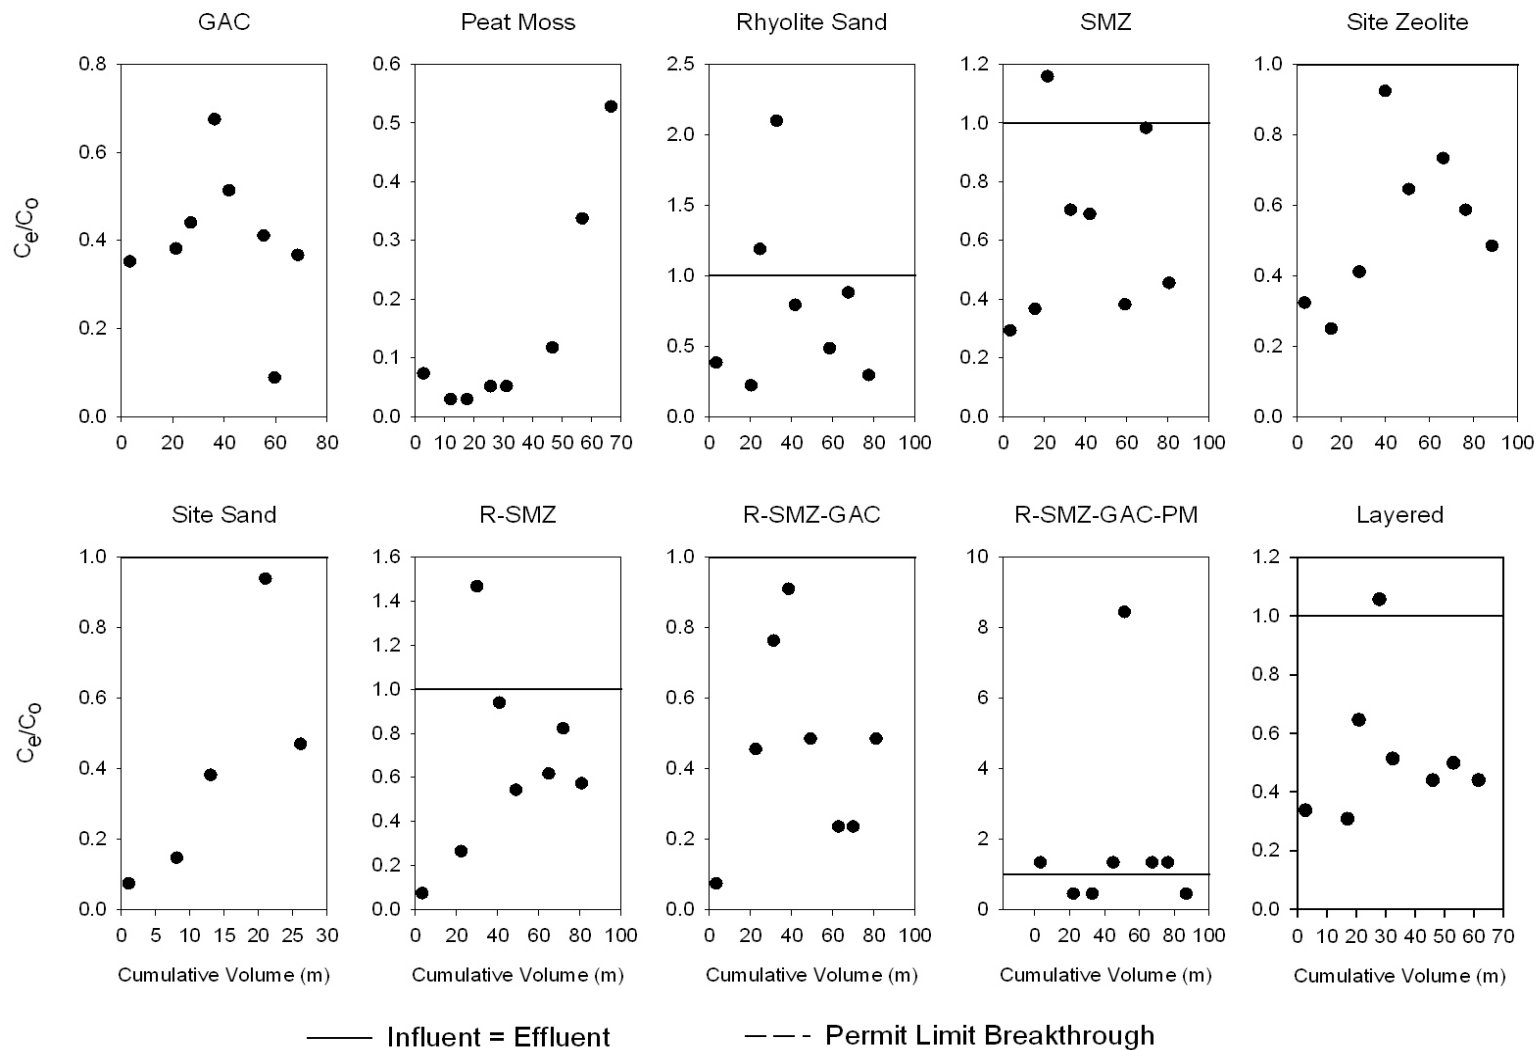 GAC Peat Moss Rhyolite Sand SMZ Site Zeolite
0.8 0.6 2.5 1.2 1.0
0.5 1.0
0.6 2.0 0.8
0.4 0.8
Ce/Co 0.4 0.3 1.5 0.6 0.6
0.2 1.0 0.4 0.4
0.2 0.1 0.5 0.2 0.2
0.0 0.0 0.0 0.0 0.0
0 20 40 60 80 0 10 20 30 40 50 60 70 0 20 40 60 80 100 0 20 40 60 80 100 0 20 40 60 80 100
Site Sand R-SMZ R-SMZ-GAC R-SMZ-GAC-PM Layered
1.0 1.6 1.0 10 1.2
1.4 1.0
0.8 1.2 0.8 8
1.0 0.8
Ce/Co 0.6 0.8 0.6 6 0.6
0.4 0.6 0.4 4 0.4
0.4
0.2 0.2 0.2 2 0.2
0.0 0.0 0.0 0 0.0
0 5 10 15 20 25 30 0 20 40 60 80 100 0 20 40 60 80 100 0 20 40 60 80 100 0 10 20 30 40 50 60 70
Cumulative Volume (m) Cumulative Volume (m) Cumulative Volume (m) Cumulative Volume (m) Cumulative Volume (m)
Influent = Effluent Permit Limit Breakthrough